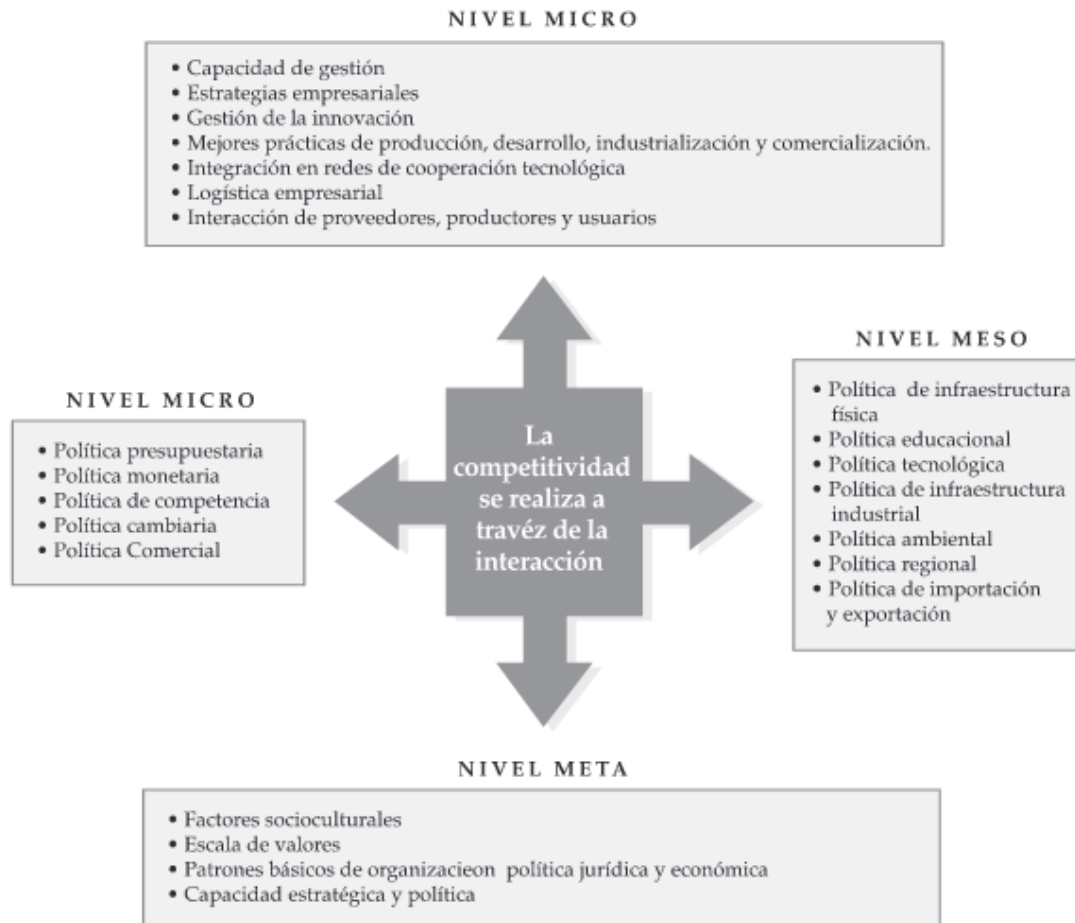 NIVEL MICRO
• Capacidad de gestión
• Estrategias empresariales
• Gestión de la innovación
• Mejores prácticas de producción, desarrollo, industrialización y comercialización.
• Integración en redes de cooperación tecnológica
• Logística empresarial
• Interacción de proveedores, productores y usuarios
NIVEL MICRO
• Política presupuestaria
• Política monetaria
• Política de competencia
• Política cambiaria
• Política Comercial
La
competitividad
se realiza a
travéz de la
interacción
NIVEL MESO
• Política de infraestructura
física
• Política educacional
• Política tecnológica
• Política de infraestructura
industrial
• Política ambiental
• Política regional
• Política de importación
y exportación
NIVEL META
• Factores socioculturales
• Escala de valores
• Patrones básicos de organizacieon política jurídica y económica
• Capacidad estratégica y política